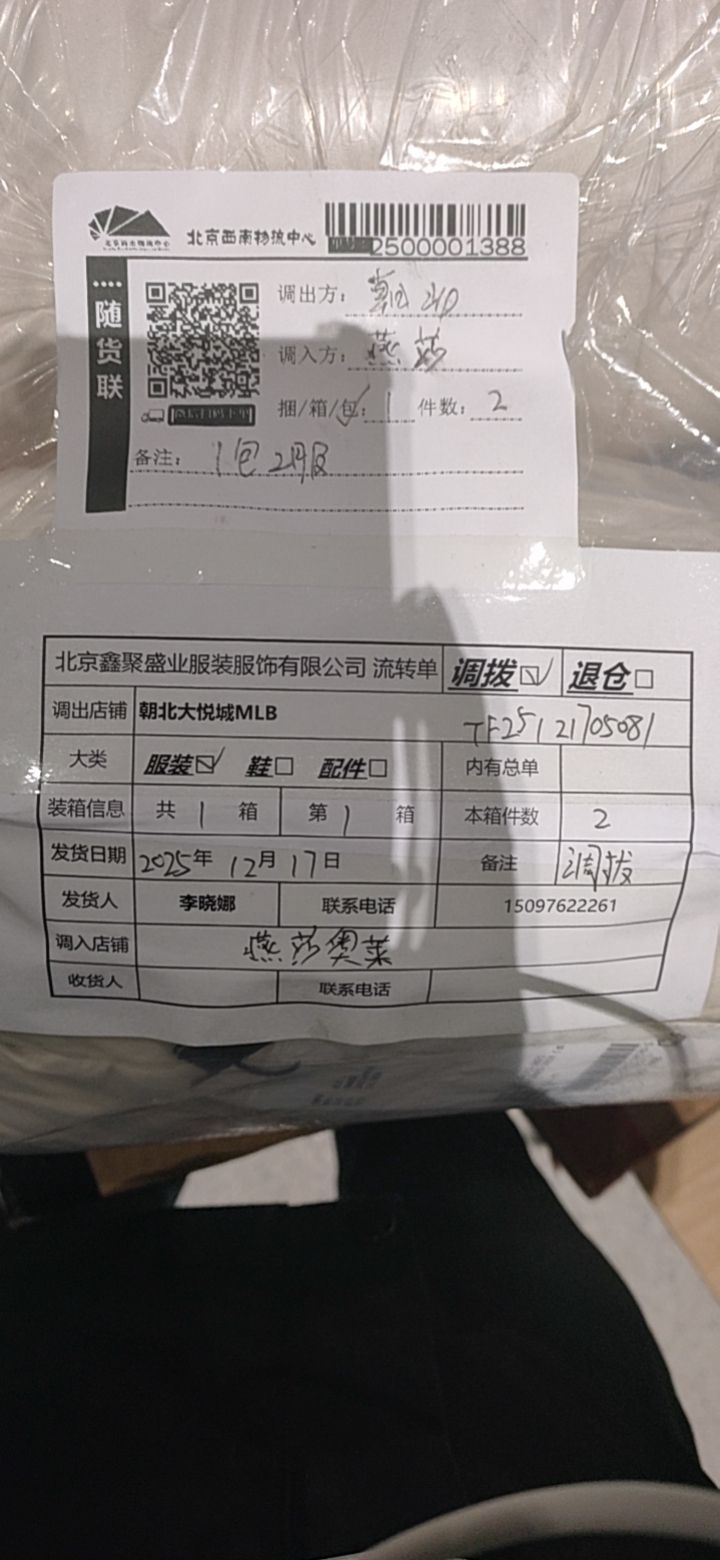 北京西南物流中心
2500001388
随货联
调出方：朝北
调入方：燕莎
捆/箱/包：1 件数：2
备注：1包2件服
北京鑫聚盛业服装服饰有限公司 流转单 调拨☑ 退仓□
调出店铺 朝北大悦城MLB TF25121705081
大类 服装☑ 鞋□ 配件□ 内有总单
装箱信息 共 1 箱 第 1 箱 本箱件数 2
发货日期 2025年 12月 17日 备注 调拨
发货人 李晓娜 联系电话 15097622261
调入店铺 燕莎奥莱
收货人 联系电话